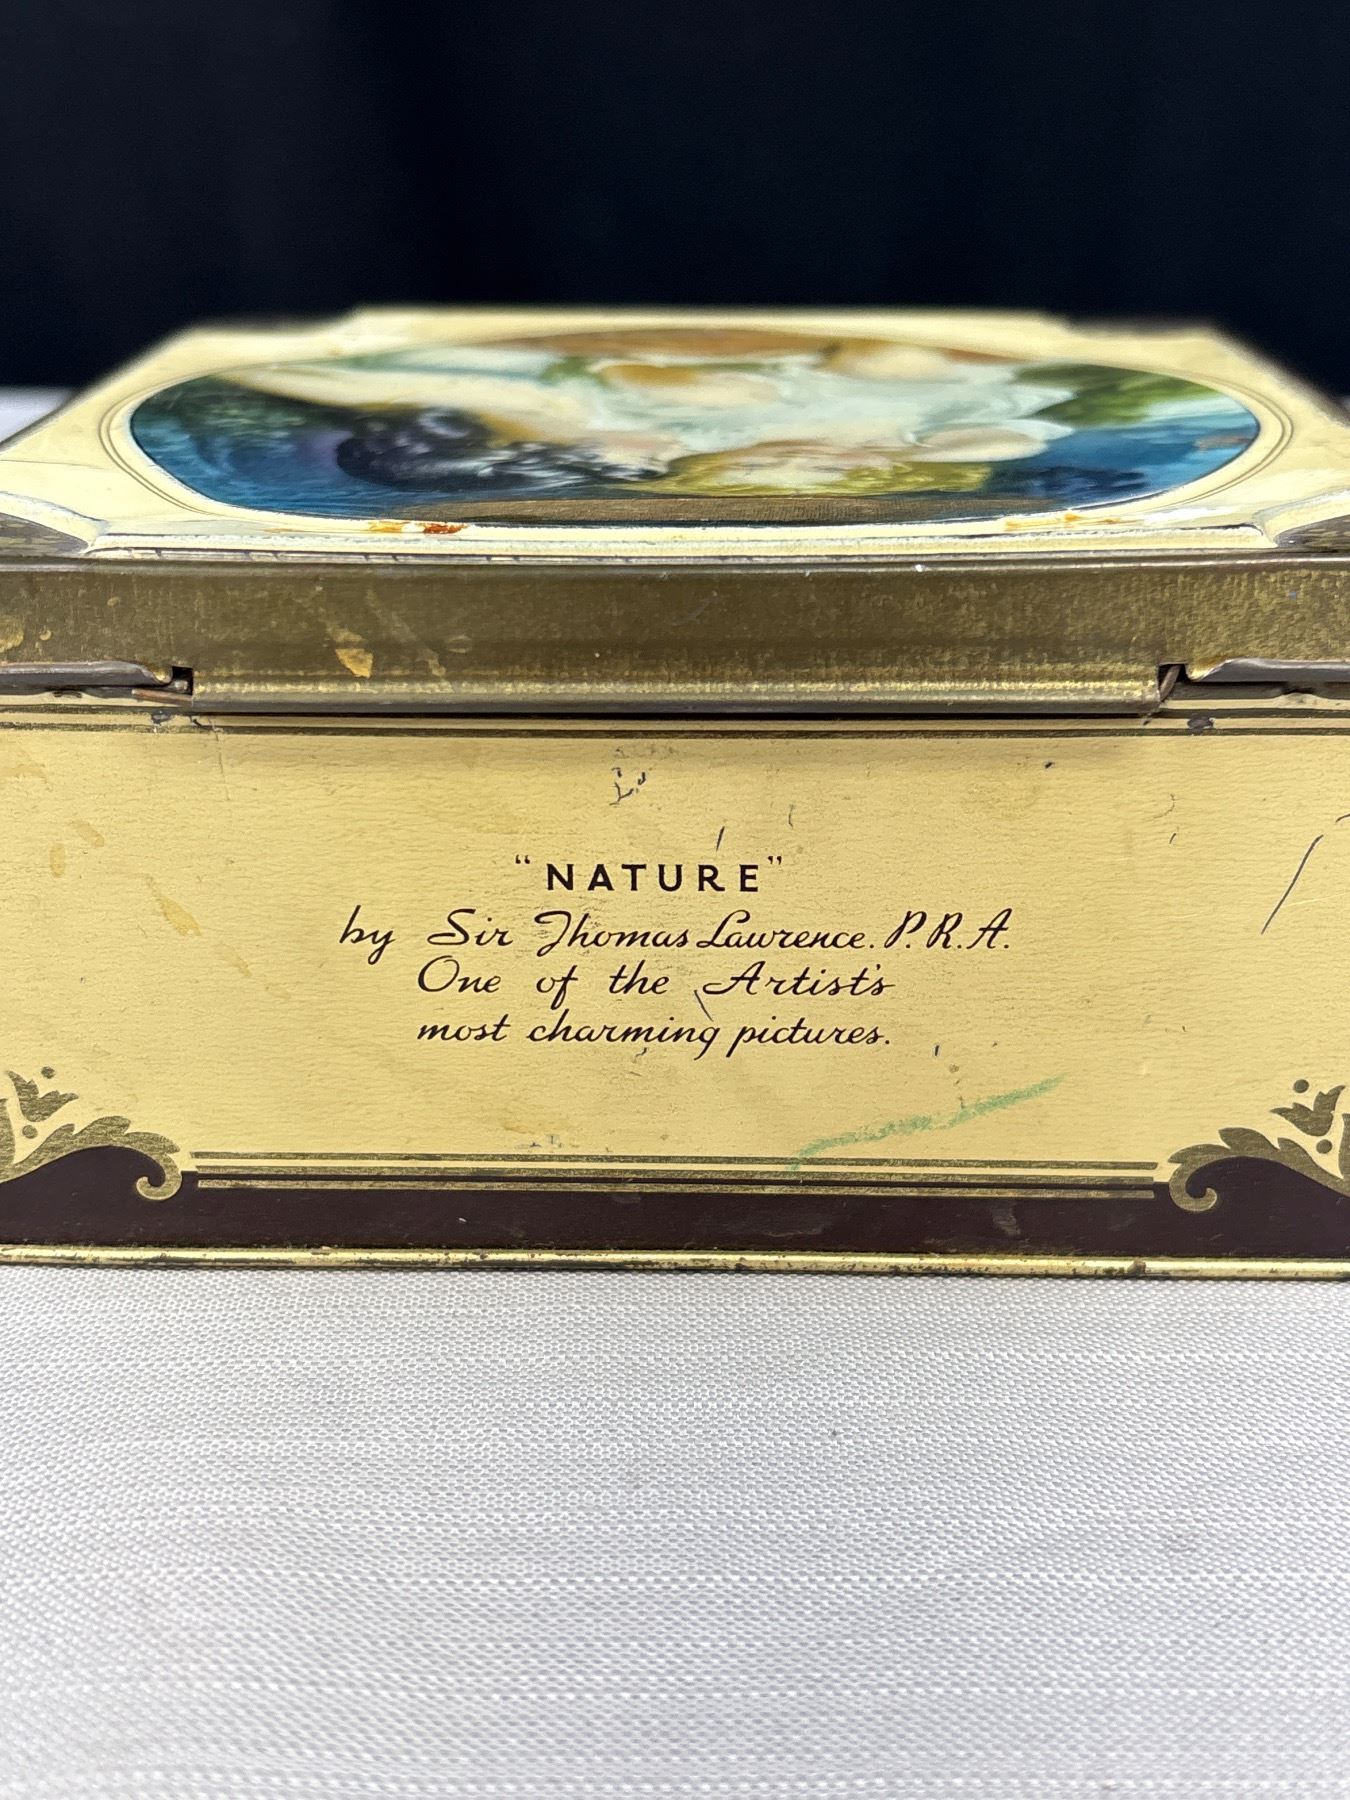 "NATURE"
by Sir Thomas Lawrence. P.R.A.
One of the Artist's
most charming pictures.